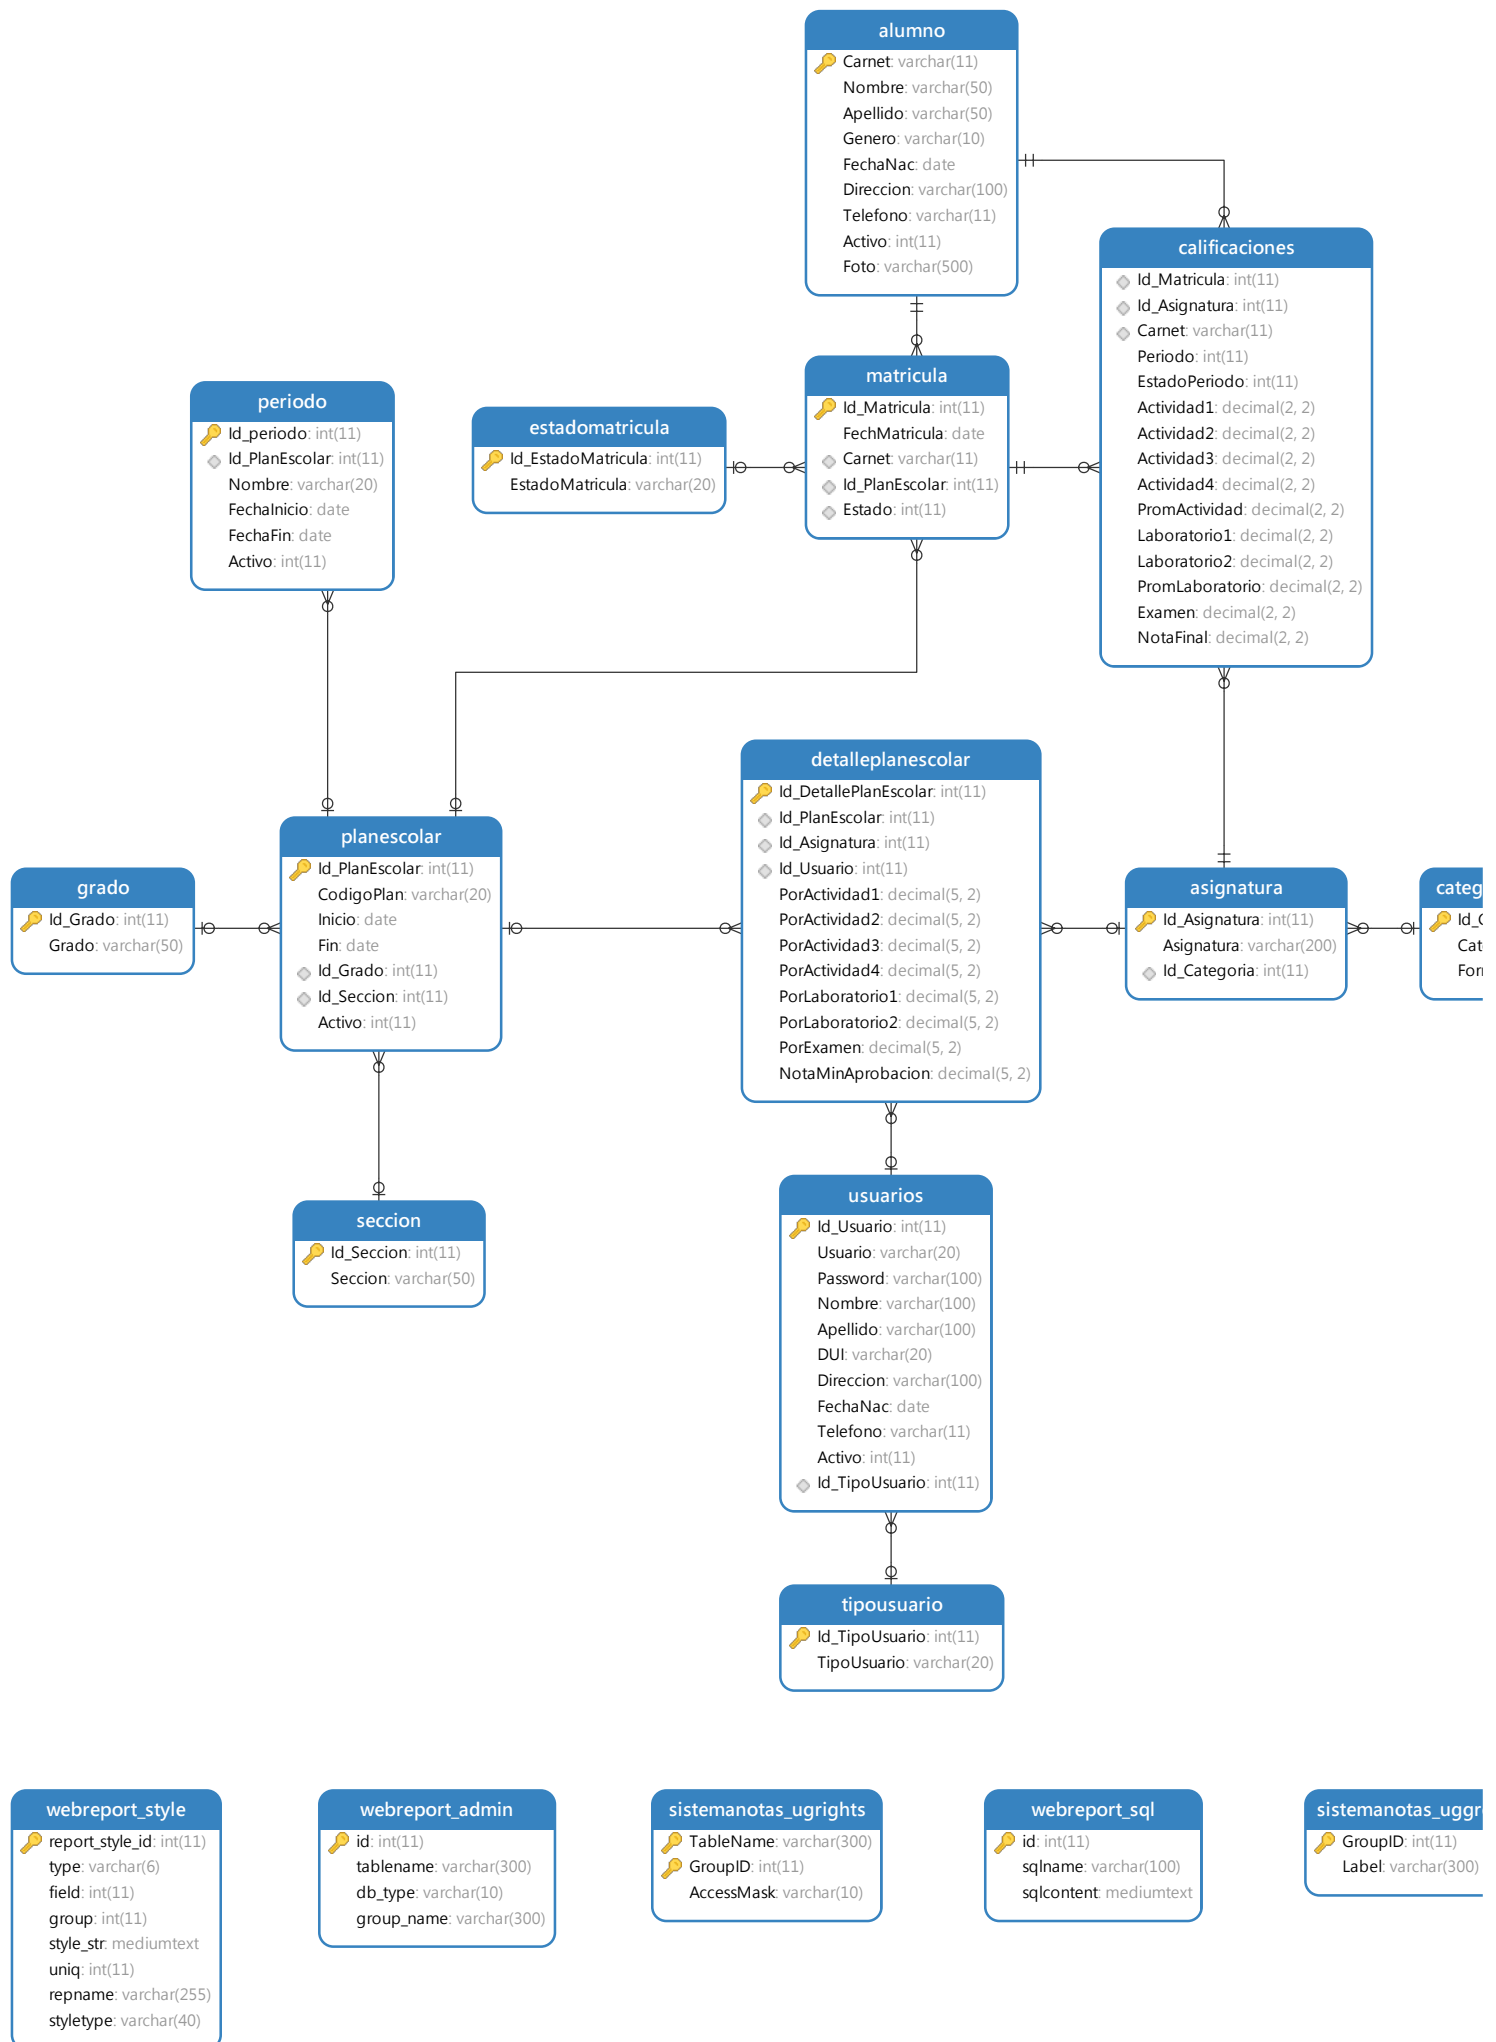 alumno
Carnet: varchar(11)
Nombre: varchar(50)
Apellido: varchar(50)
Genero: varchar(10)
FechaNac: date
Direccion: varchar(100)
Telefono: varchar(11)
Activo: int(11)
Foto: varchar(500)
calificaciones
Id_Matricula: int(11)
Id_Asignatura: int(11)
Carnet: varchar(11)
Periodo: int(11)
EstadoPeriodo: int(11)
Actividad1: decimal(2, 2)
Actividad2: decimal(2, 2)
Actividad3: decimal(2, 2)
Actividad4: decimal(2, 2)
PromActividad: decimal(2, 2)
Laboratorio1: decimal(2, 2)
Laboratorio2: decimal(2, 2)
PromLaboratorio: decimal(2, 2)
Examen: decimal(2, 2)
NotaFinal: decimal(2, 2)
matricula
Id_Matricula: int(11)
FechMatricula: date
Carnet: varchar(11)
Id_PlanEscolar: int(11)
Estado: int(11)
periodo
Id_periodo: int(11)
Id_PlanEscolar: int(11)
Nombre: varchar(20)
FechaInicio: date
FechaFin: date
Activo: int(11)
estadomatricula
Id_EstadoMatricula: int(11)
EstadoMatricula: varchar(20)
detalleplanescolar
Id_DetallePlanEscolar: int(11)
Id_PlanEscolar: int(11)
Id_Asignatura: int(11)
Id_Usuario: int(11)
PorActividad1: decimal(5, 2)
PorActividad2: decimal(5, 2)
PorActividad3: decimal(5, 2)
PorActividad4: decimal(5, 2)
PorLaboratorio1: decimal(5, 2)
PorLaboratorio2: decimal(5, 2)
PorExamen: decimal(5, 2)
NotaMinAprobacion: decimal(5, 2)
planescolar
Id_PlanEscolar: int(11)
CodigoPlan: varchar(20)
Inicio: date
Fin: date
Id_Grado: int(11)
Id_Seccion: int(11)
Activo: int(11)
grado
Id_Grado: int(11)
Grado: varchar(50)
asignatura
Id_Asignatura: int(11)
Asignatura: varchar(200)
Id_Categoria: int(11)
categ
Id_C
Cat
For
seccion
Id_Seccion: int(11)
Seccion: varchar(50)
usuarios
Id_Usuario: int(11)
Usuario: varchar(20)
Password: varchar(100)
Nombre: varchar(100)
Apellido: varchar(100)
DUI: varchar(20)
Direccion: varchar(100)
FechaNac: date
Telefono: varchar(11)
Activo: int(11)
Id_TipoUsuario: int(11)
tipousuario
Id_TipoUsuario: int(11)
TipoUsuario: varchar(20)
webreport_style
report_style_id: int(11)
type: varchar(6)
field: int(11)
group: int(11)
style_str: mediumtext
uniq: int(11)
repname: varchar(255)
styletype: varchar(40)
webreport_admin
id: int(11)
tablename: varchar(300)
db_type: varchar(10)
group_name: varchar(300)
sistemanotas_ugrights
TableName: varchar(300)
GroupID: int(11)
AccessMask: varchar(10)
webreport_sql
id: int(11)
sqlname: varchar(100)
sqlcontent: mediumtext
sistemanotas_uggr
GroupID: int(11)
Label: varchar(300)